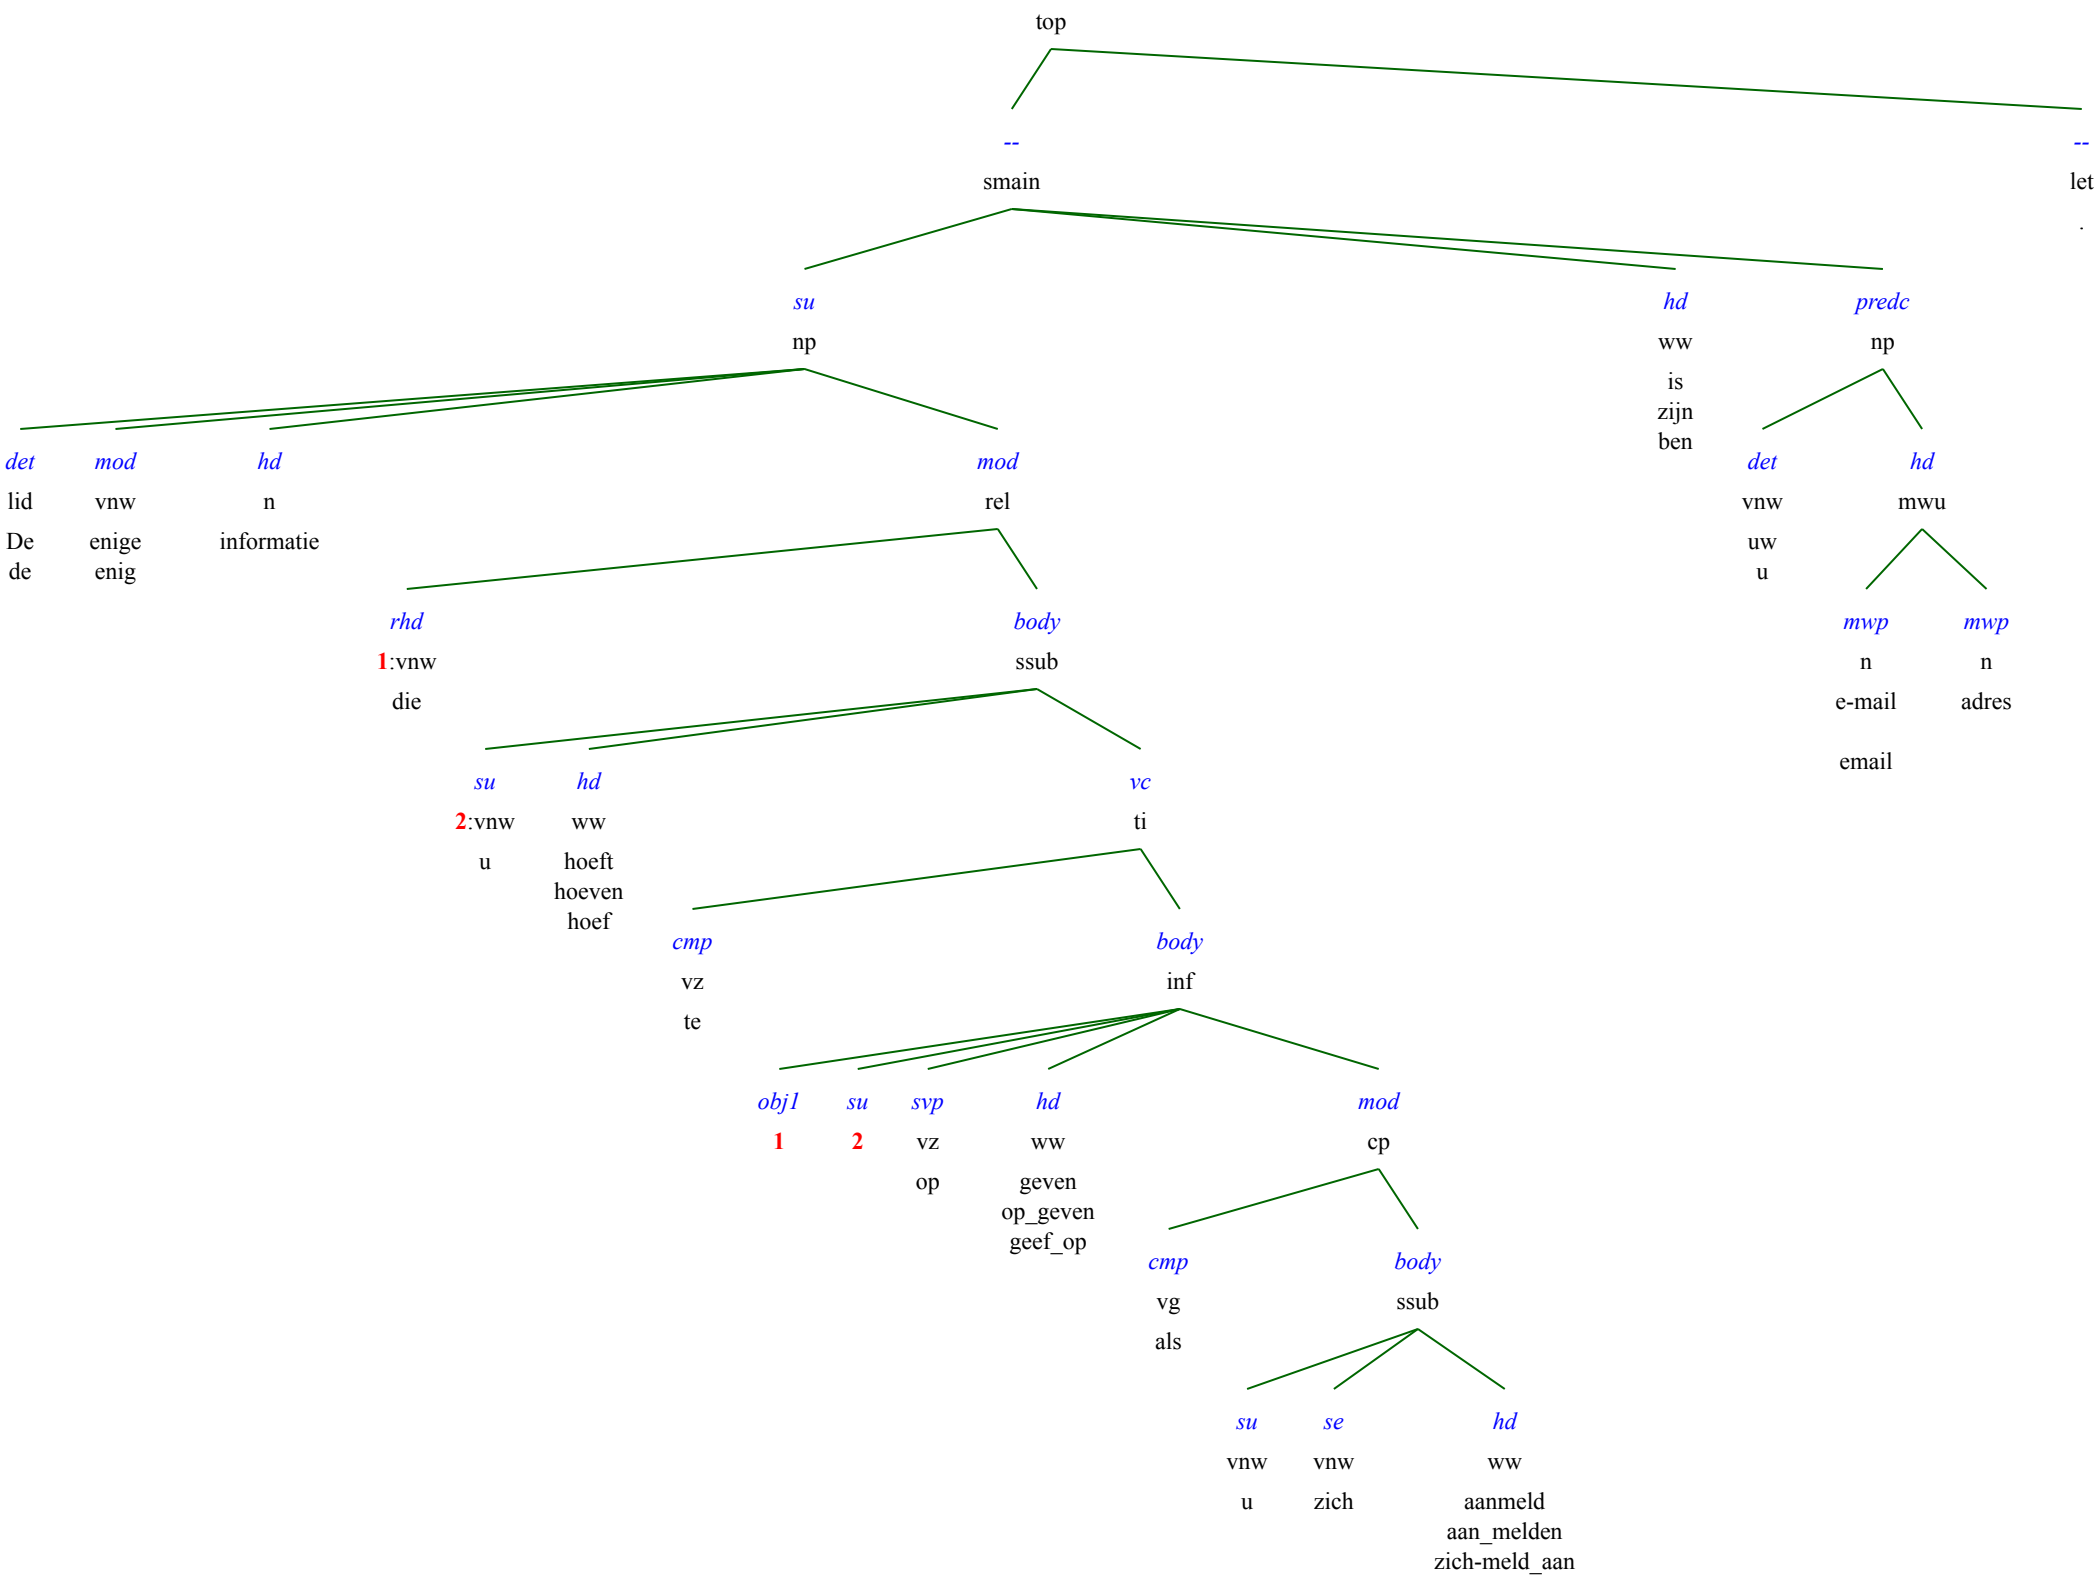 top
-- --
smain let
.
su hd predc
np ww np
is
zijn
ben
det mod hd mod det hd
lid vnw n rel vnw mwu
De enige informatie uw
de enig u
rhd body mwp mwp
1:vnw ssub n n
die e-mail adres
email
su hd vc
2:vnw ww ti
u hoeft
hoeven
hoef
cmp body
vz inf
te
obj1 su svp hd mod
1 2 vz ww cp
op geven
op_geven
geef_op
cmp body
vg ssub
als
su se hd
vnw vnw ww
u zich aanmeld
aan_melden
zich-meld_aan